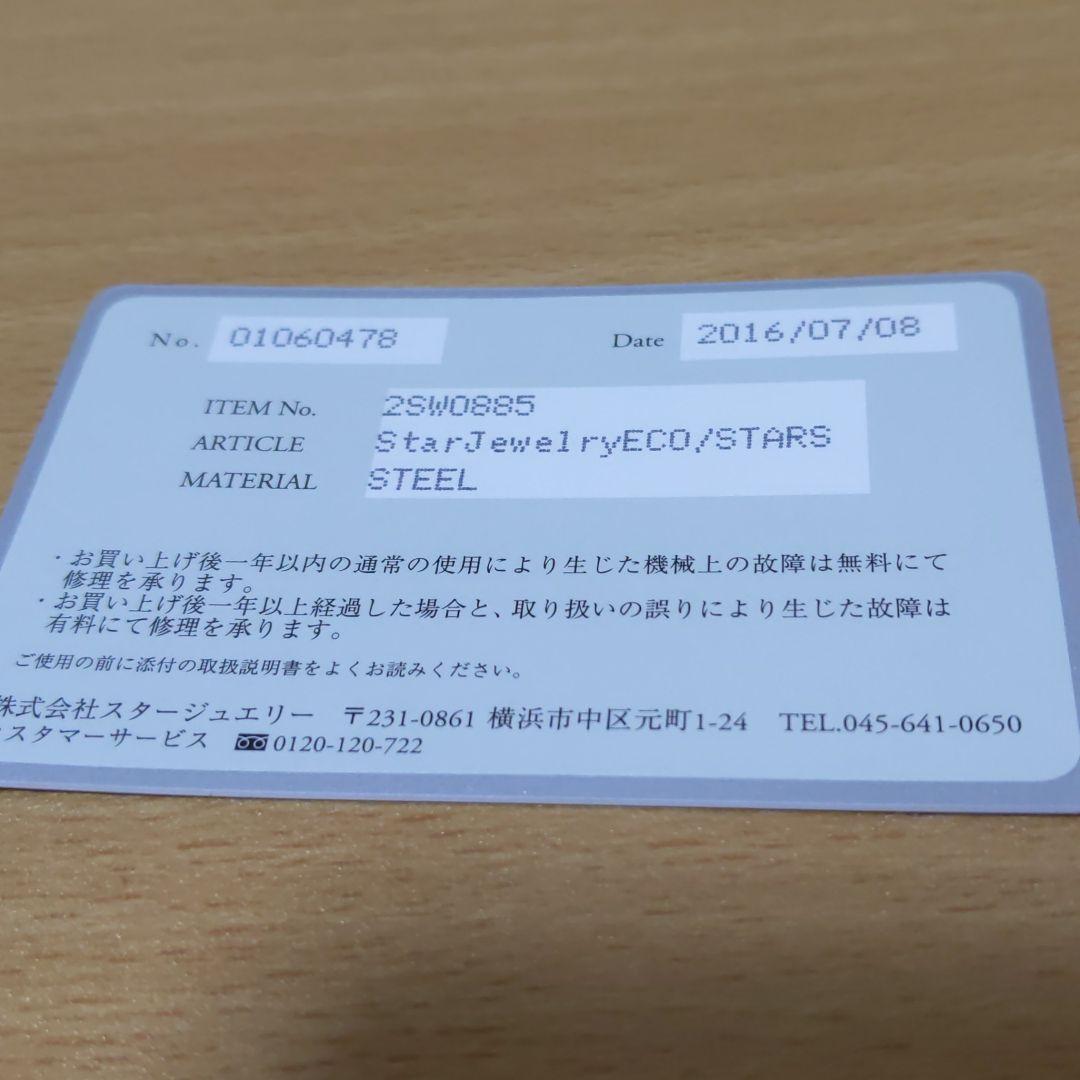 No. 01060478 Date 2016/07/08
ITEM No. 2SW0885
ARTICLE StarJewelryECO/STARS
MATERIAL STEEL
・お買い上げ後一年以内の通常の使用により生じた機械上の故障は無料にて
修理を承ります。
・お買い上げ後一年以上経過した場合と、取り扱いの誤りにより生じた故障は
有料にて修理を承ります。
ご使用の前に添付の取扱説明書をよくお読みください。
株式会社スタージュエリー 〒231-0861 横浜市中区元町1-24 TEL.045-641-0650
スタマーサービス 0120-120-722